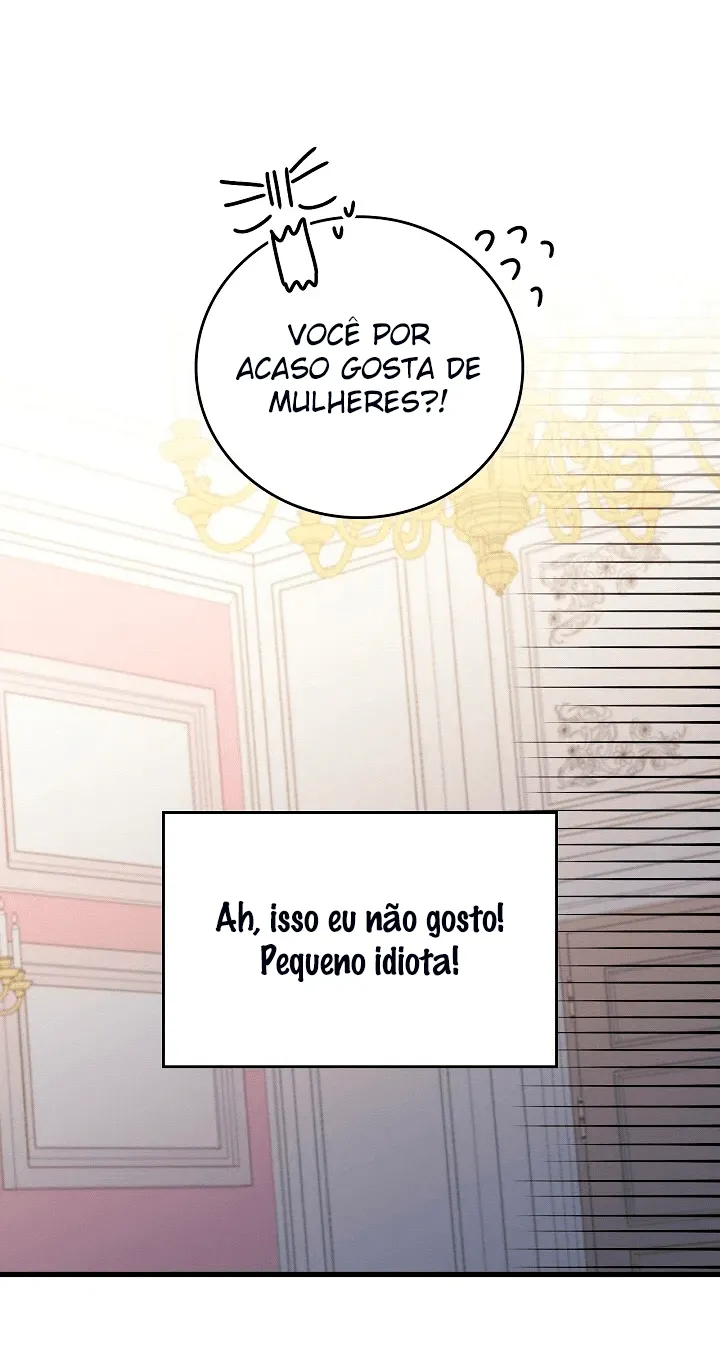 VOCÊ POR
ACASO GOSTA DE
MULHERES?!
Ah, isso eu não gosto!
Pequeno idiota!